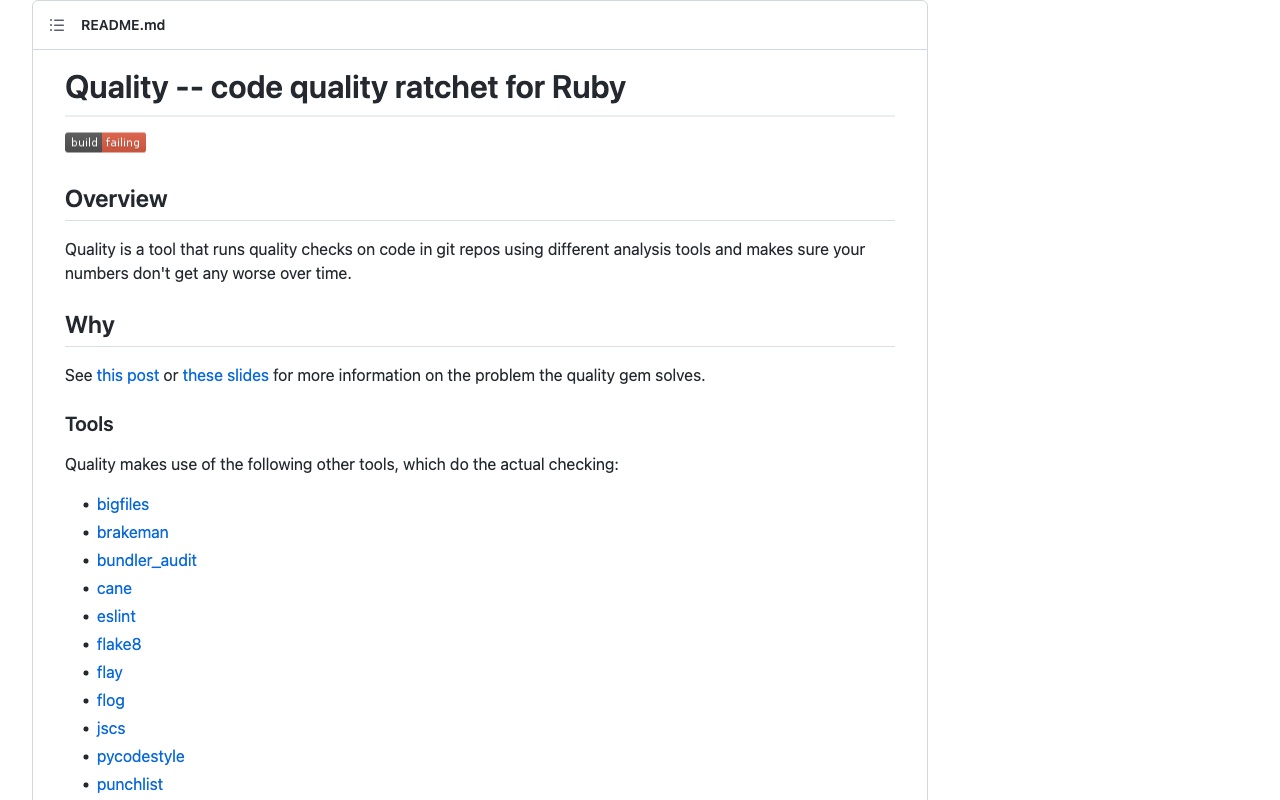 README.md
Quality -- code quality ratchet for Ruby
build failing
Overview
Quality is a tool that runs quality checks on code in git repos using different analysis tools and makes sure your
numbers don't get any worse over time.
Why
See this post or these slides for more information on the problem the quality gem solves.
Tools
Quality makes use of the following other tools, which do the actual checking:
• bigfiles
• brakeman
• bundler_audit
• cane
• eslint
• flake8
• flay
• flog
• jscs
• pycodestyle
• punchlist